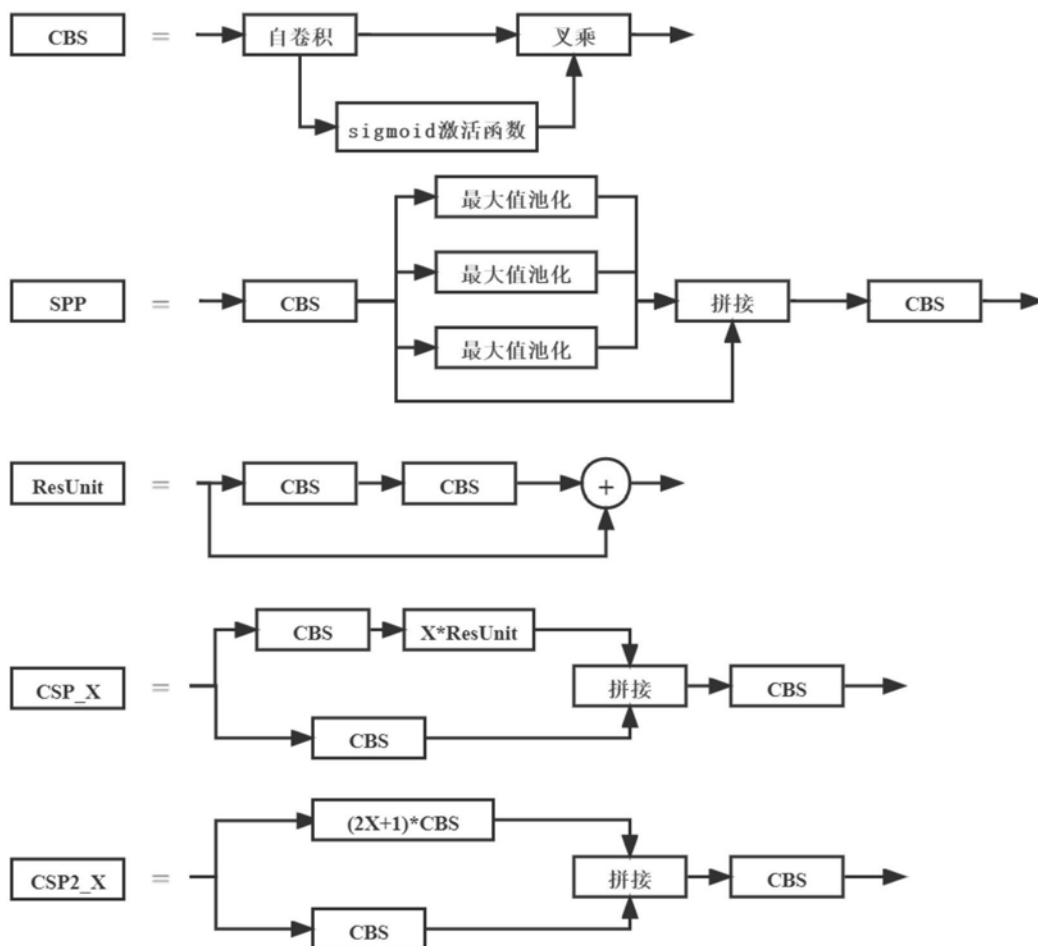 CBS = 自卷积 叉乘
sigmoid激活函数
最大值池化
最大值池化
SPP = CBS 拼接 CBS
最大值池化
ResUnit = CBS CBS +
CBS X*ResUnit
CSP_X = 拼接 CBS
CBS
(2X+1)*CBS
CSP2_X = 拼接 CBS
CBS